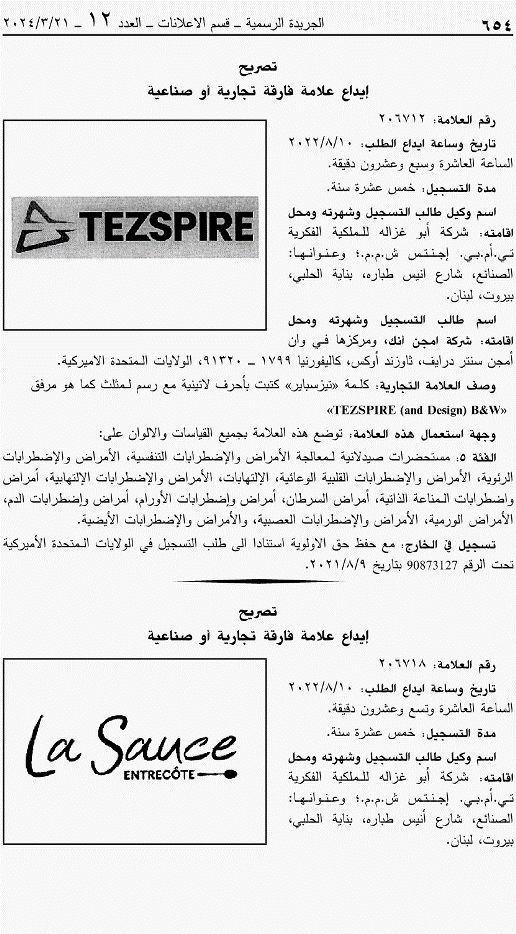 ٦٥٤
الجريدة الرسمية ـ قسم الاعلانات ـ العدد ١٢ ـ ٢٠٢٤/٣/٢١
تصريح
إيداع علامة فارقة تجارية أو صناعية
رقم العلامة: ٢٠٦٧١٢
تاريخ وساعة ايداع الطلب: ٢٠٢٢/٨/١٠
الساعة العاشرة وسبع وعشرون دقيقة.
مدة التسجيل: خمس عشرة سنة.
اسم وكيل طالب التسجيل وشهرته ومحل
اقامته: شركة أبو غزاله للملكية الفكرية
تي.أم.بي. إجنتس ش.م.م.؛ وعنوانها:
الصنائع، شارع انيس طباره، بناية الحلبي،
بيروت، لبنان.
TEZSPIRE
اسم طالب التسجيل وشهرته ومحل
اقامته: شركة امجن انك، ومركزها في وان
أمجن سنتر درايف، ثاوزند أوكس، كاليفورنيا ١٧٩٩ ـ ٩١٣٢٠، الولايات المتحدة الاميركية.
وصف العلامة التجارية: كلمة «تيزسباير» كتبت بأحرف لاتينية مع رسم لمثلث كما هو مرفق
«TEZSPIRE (and Design) B&W»
وجهة استعمال هذه العلامة: توضع هذه العلامة بجميع القياسات والالوان على:
الفئة ٥: مستحضرات صيدلانية لمعالجة الأمراض والإضطرابات التنفسية، الأمراض والإضطرابات
الرئوية، الأمراض والإضطرابات القلبية الوعائية، الإلتهابات، الأمراض والإضطرابات الإلتهابية، أمراض
واضطرابات المناعة الذاتية، أمراض السرطان، أمراض وإضطرابات الأورام، أمراض وإضطرابات الدم،
الأمراض الورمية، الأمراض والإضطرابات العصبية، والأمراض والإضطرابات الأيضية.
تسجيل في الخارج: مع حفظ حق الاولوية استنادا الى طلب التسجيل في الولايات المتحدة الأميركية
تحت الرقم 90873127 بتاريخ ٢٠٢١/٨/٩.
تصريح
إيداع علامة فارقة تجارية أو صناعية
رقم العلامة: ٢٠٦٧١٨
تاريخ وساعة ايداع الطلب: ٢٠٢٢/٨/١٠
الساعة العاشرة وتسع وعشرون دقيقة.
مدة التسجيل: خمس عشرة سنة.
اسم وكيل طالب التسجيل وشهرته ومحل
اقامته: شركة أبو غزاله للملكية الفكرية
تي.أم.بي. إجنتس ش.م.م.؛ وعنوانها:
الصنائع، شارع أنيس طباره، بناية الحلبي،
بيروت، لبنان.
La Sauce
ENTRECÔTE